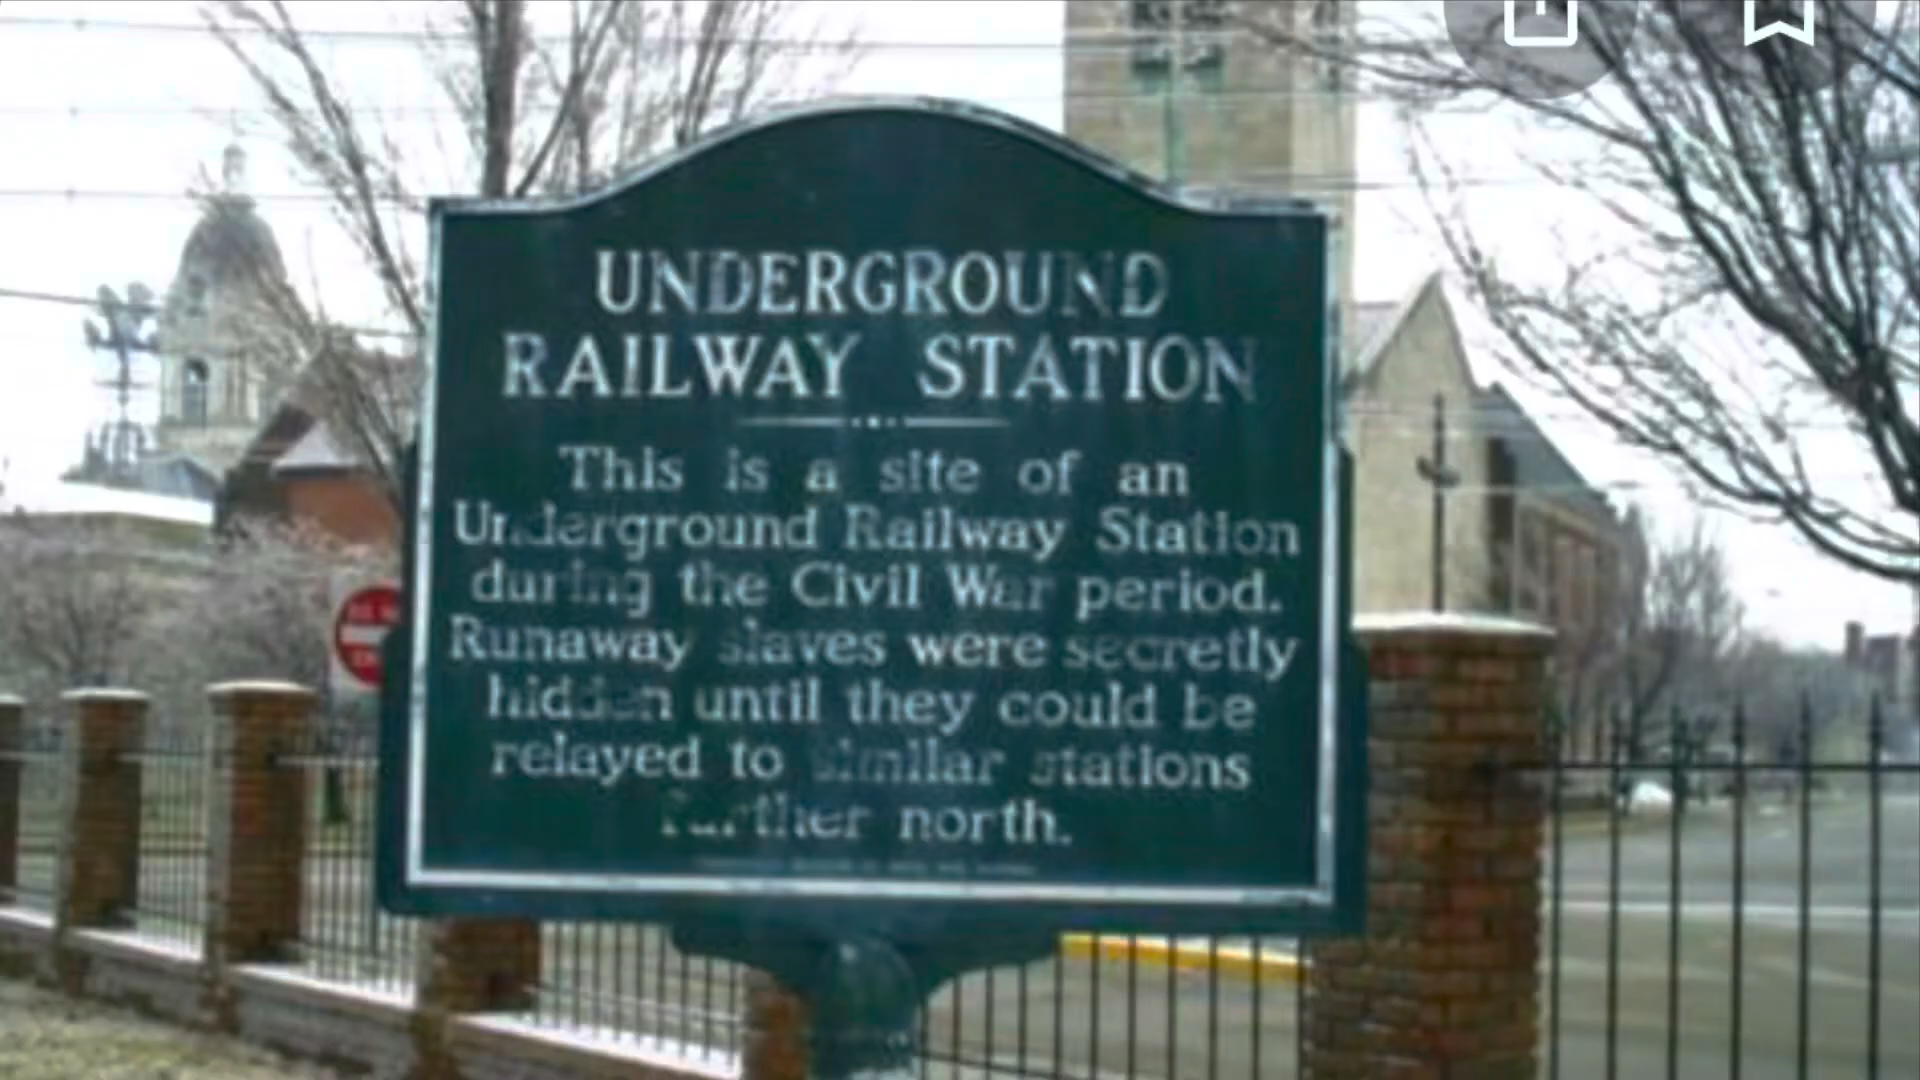 UNDERGROUND
RAILWAY STATION
This is a site of an
Underground Railway Station
during the Civil War period.
Runaway slaves were secretly
hidden until they could be
relayed to similar stations
further north.